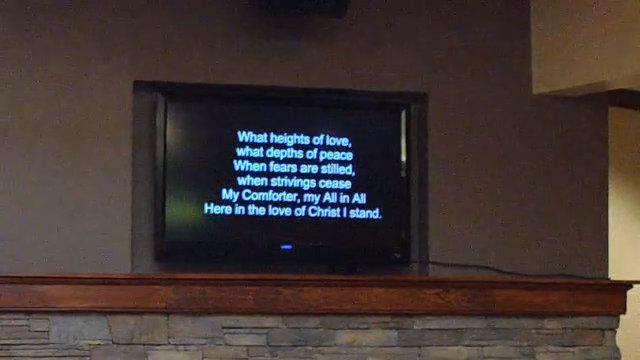 What heights of love,
what depths of peace
When fears are stilled,
when strivings cease
My Comforter, my All in All
Here in the love of Christ I stand.